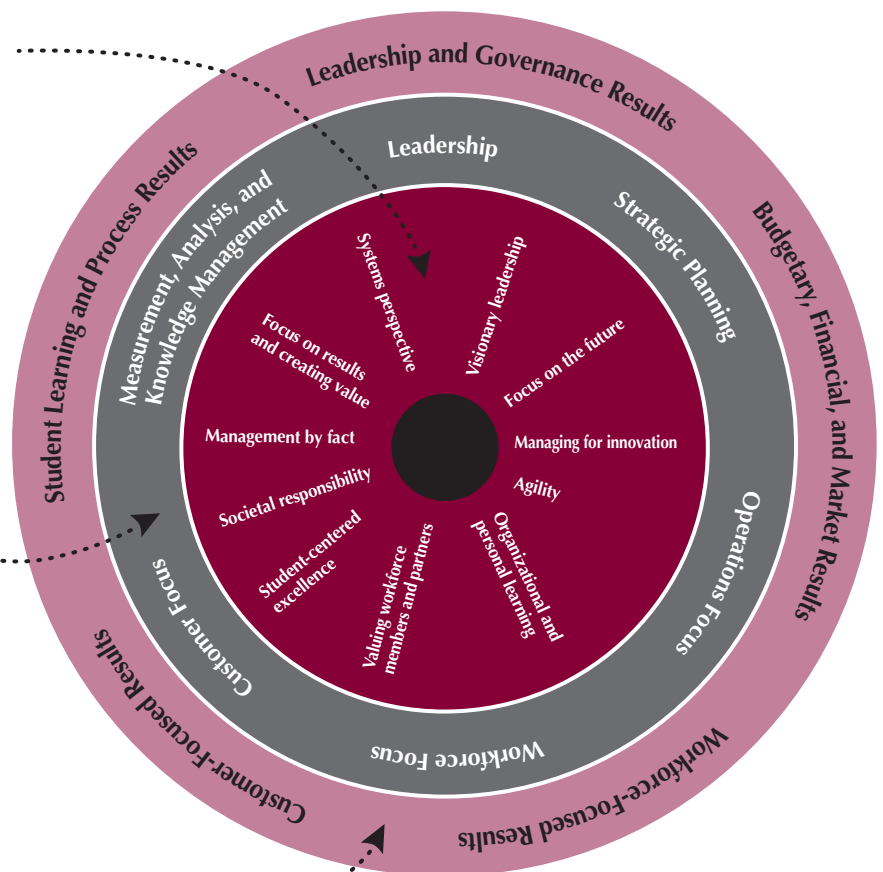 Leadership and Governance Results
Budgetary, Financial, and Market Results
Workforce-Focused Results
Customer-Focused Results
Student Learning and Process Results
Leadership
Strategic Planning
Operations Focus
Workforce Focus
Customer Focus
Measurement, Analysis, and
Knowledge Management
Systems perspective
Visionary leadership
Focus on the future
Managing for innovation
Agility
Organizational and
personal learning
Valuing workforce
members and partners
Student-centered
excellence
Societal responsibility
Management by fact
Focus on results
and creating value